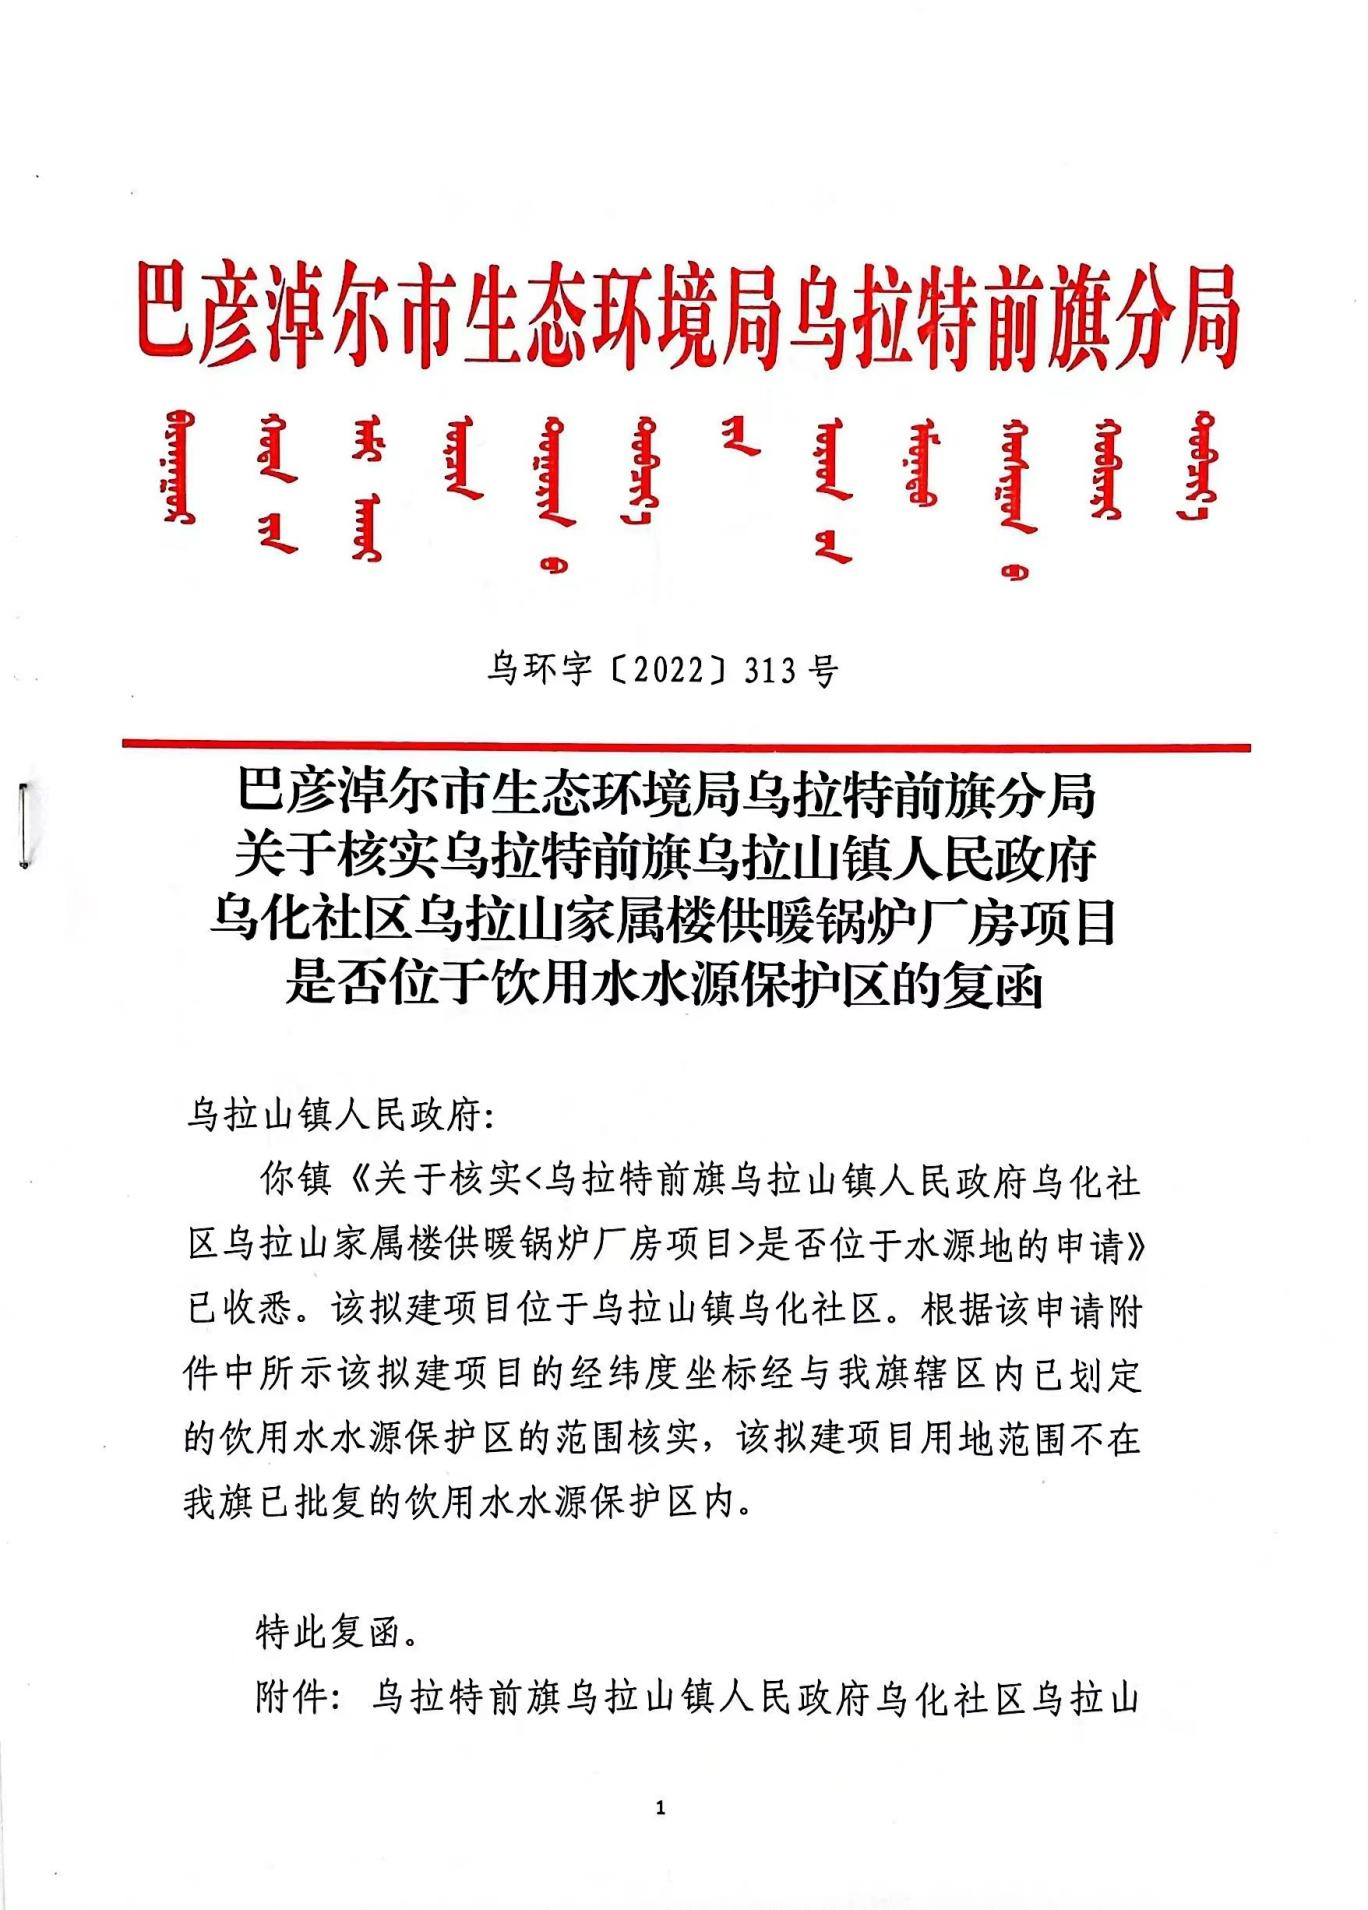 巴彦淖尔市生态环境局乌拉特前旗分局
乌环字〔2022〕313号
巴彦淖尔市生态环境局乌拉特前旗分局
关于核实乌拉特前旗乌拉山镇人民政府
乌化社区乌拉山家属楼供暖锅炉厂房项目
是否位于饮用水水源保护区的复函
乌拉山镇人民政府:
你镇《关于核实<乌拉特前旗乌拉山镇人民政府乌化社
区乌拉山家属楼供暖锅炉厂房项目>是否位于水源地的申请》
已收悉。该拟建项目位于乌拉山镇乌化社区。根据该申请附
件中所示该拟建项目的经纬度坐标经与我旗辖区内已划定
的饮用水水源保护区的范围核实，该拟建项目用地范围不在
我旗已批复的饮用水水源保护区内。
特此复函。
附件: 乌拉特前旗乌拉山镇人民政府乌化社区乌拉山
1